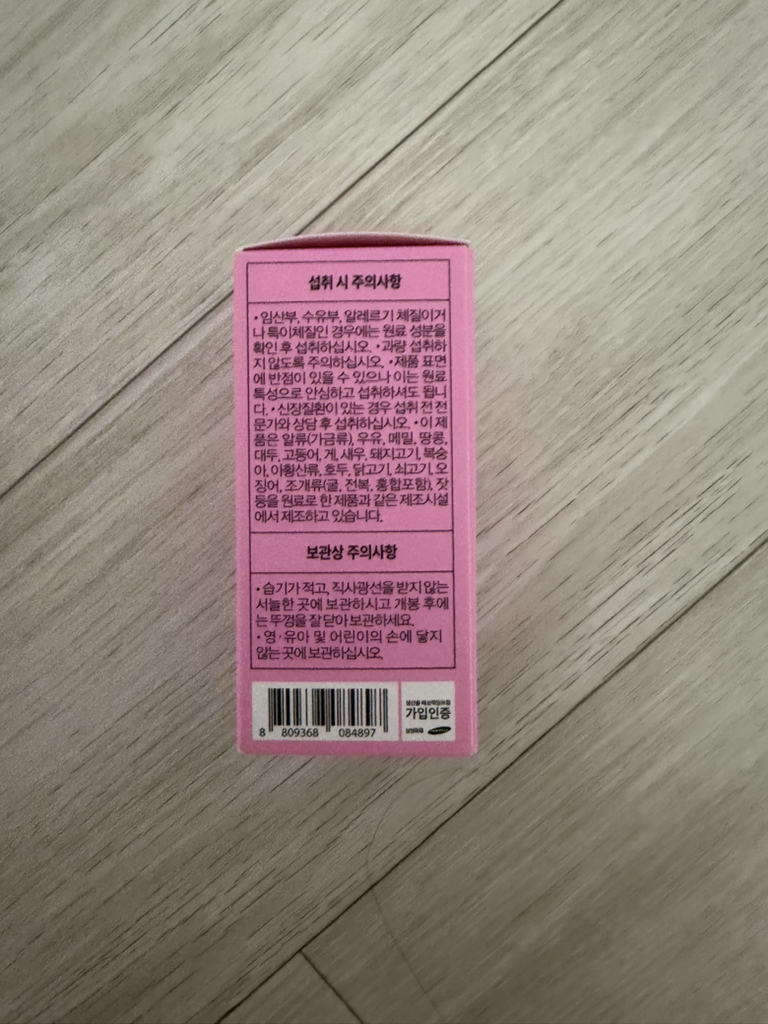 섭취 시 주의사항
• 임산부, 수유부, 알레르기 체질이거
나 특이체질인 경우에는 원료 성분을
확인 후 섭취하십시오. • 과량 섭취하
지 않도록 주의하십시오. • 제품 표면
에 반점이 있을 수 있으나 이는 원료
특성으로 안심하고 섭취하셔도 됩니
다. • 신장질환이 있는 경우 섭취 전 전
문가와 상담 후 섭취하십시오. • 이 제
품은 알류(가금류), 우유, 메밀, 땅콩,
대두, 고등어, 게, 새우, 돼지고기, 복숭
아, 아황산류, 호두, 닭고기, 쇠고기, 오
징어, 조개류(굴, 전복, 홍합포함), 잣
등을 원료로 한 제품과 같은 제조시설
에서 제조하고 있습니다.
보관상 주의사항
• 습기가 적고, 직사광선을 받지 않는
서늘한 곳에 보관하시고 개봉 후에
는 뚜껑을 잘 닫아 보관하세요.
• 영·유아 및 어린이의 손에 닿지
않는 곳에 보관하십시오.
8 809368 084897
가입인증